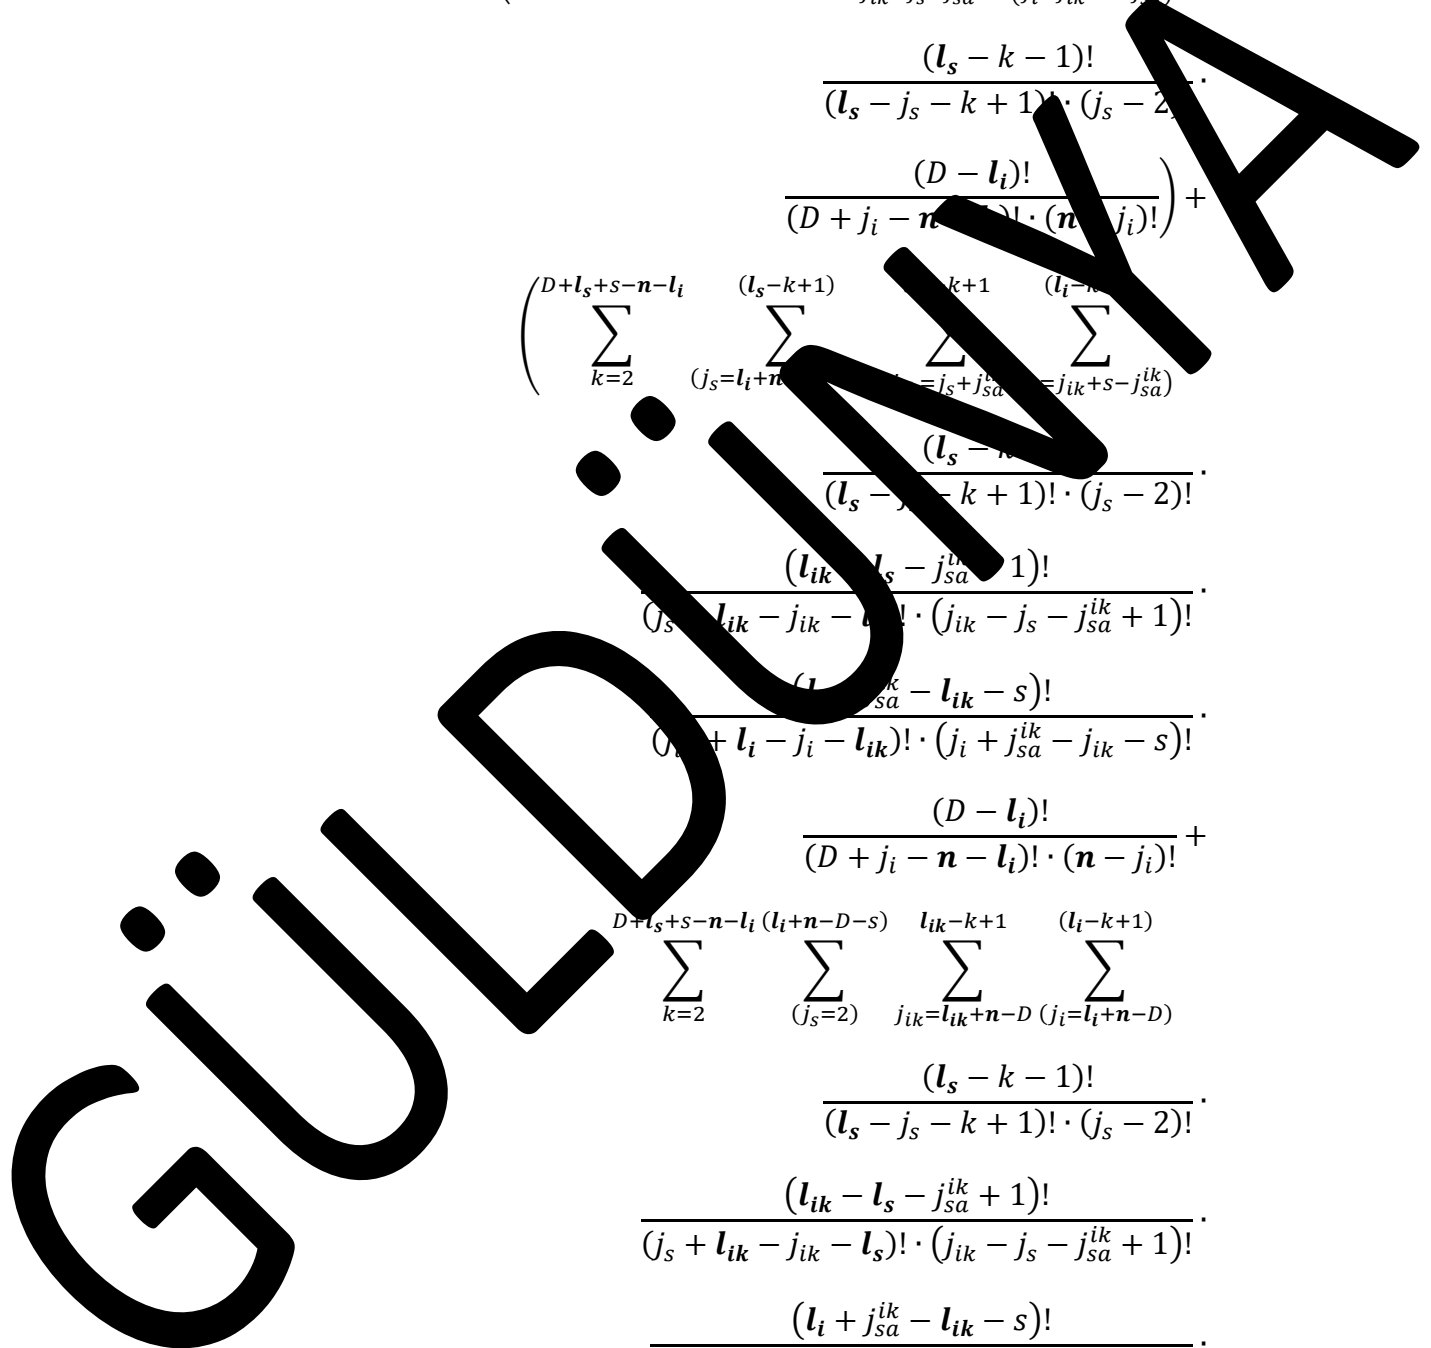 (l_s − k − 1)!
(l_s − j_s − k + 1)! · (j_s − 2) ·
(D − l_i)!
(D + j_i − n )! · (n j_i)! ) +
( D+l_s+s−n−l_i (l_s−k+1) k+1 (l_i−
∑ ∑ ∑ ∑
k=2 (j_s=l_i+n =j_s+j_sa =j_ik+s−j_sa^ik)
(l_s −
(l_s − k + 1)! · (j_s − 2)! ·
(l_ik l_s − j_sa^ik 1)!
(j_s l_ik − j_ik − ! · (j_ik − j_s − j_sa^ik + 1)! ·
( − l_ik − s)!
( + l_i − j_i − l_ik)! · (j_i + j_sa^ik − j_ik − s)! ·
(D − l_i)!
(D + j_i − n − l_i)! · (n − j_i)! +
D+l_s+s−n−l_i (l_i+n−D−s) l_ik−k+1 (l_i−k+1)
∑ ∑ ∑ ∑
k=2 (j_s=2) j_ik=l_ik+n−D (j_i=l_i+n−D)
(l_s − k − 1)!
(l_s − j_s − k + 1)! · (j_s − 2)! ·
(l_ik − l_s − j_sa^ik + 1)!
(j_s + l_ik − j_ik − l_s)! · (j_ik − j_s − j_sa^ik + 1)! ·
(l_i + j_sa^ik − l_ik − s)! ·
GÜLDÜNYA